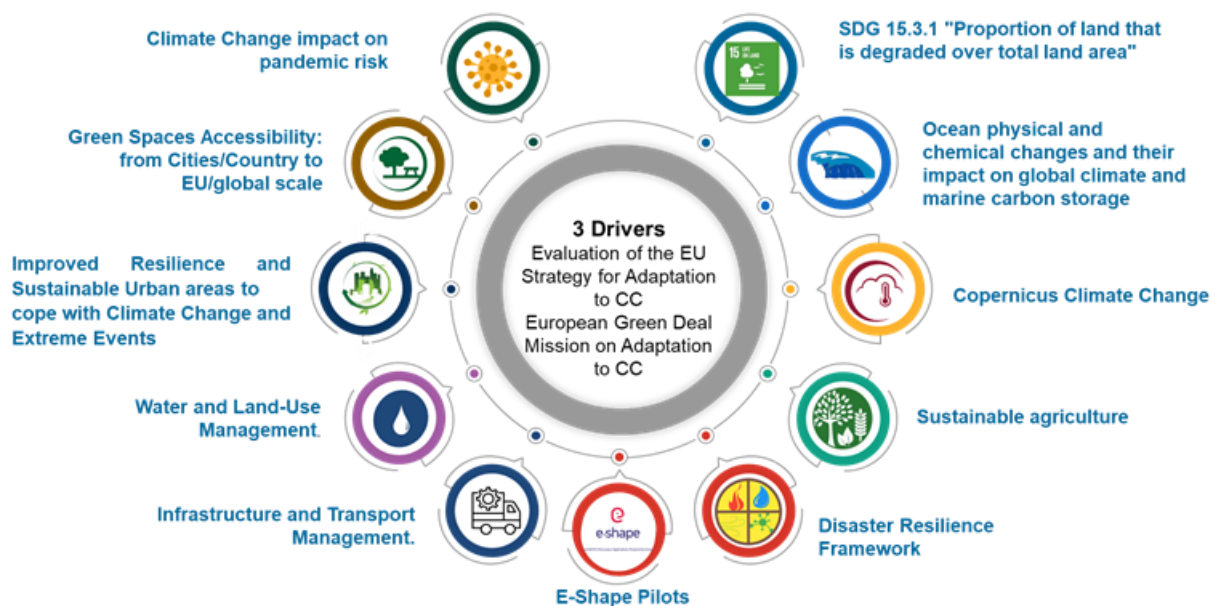 Climate Change impact on
pandemic risk
Green Spaces Accessibility:
from Cities/Country to
EU/global scale
Improved Resilience and
Sustainable Urban areas to
cope with Climate Change and
Extreme Events
Water and Land-Use
Management.
Infrastructure and Transport
Management.
3 Drivers
Evaluation of the EU
Strategy for Adaptation
to CC
European Green Deal
Mission on Adaptation
to CC
e-shape
E-Shape Pilots
15 LIFE
ON LAND
SDG 15.3.1 "Proportion of land that
is degraded over total land area"
Ocean physical and
chemical changes and their
impact on global climate and
marine carbon storage
Copernicus Climate Change
Sustainable agriculture
Disaster Resilience
Framework